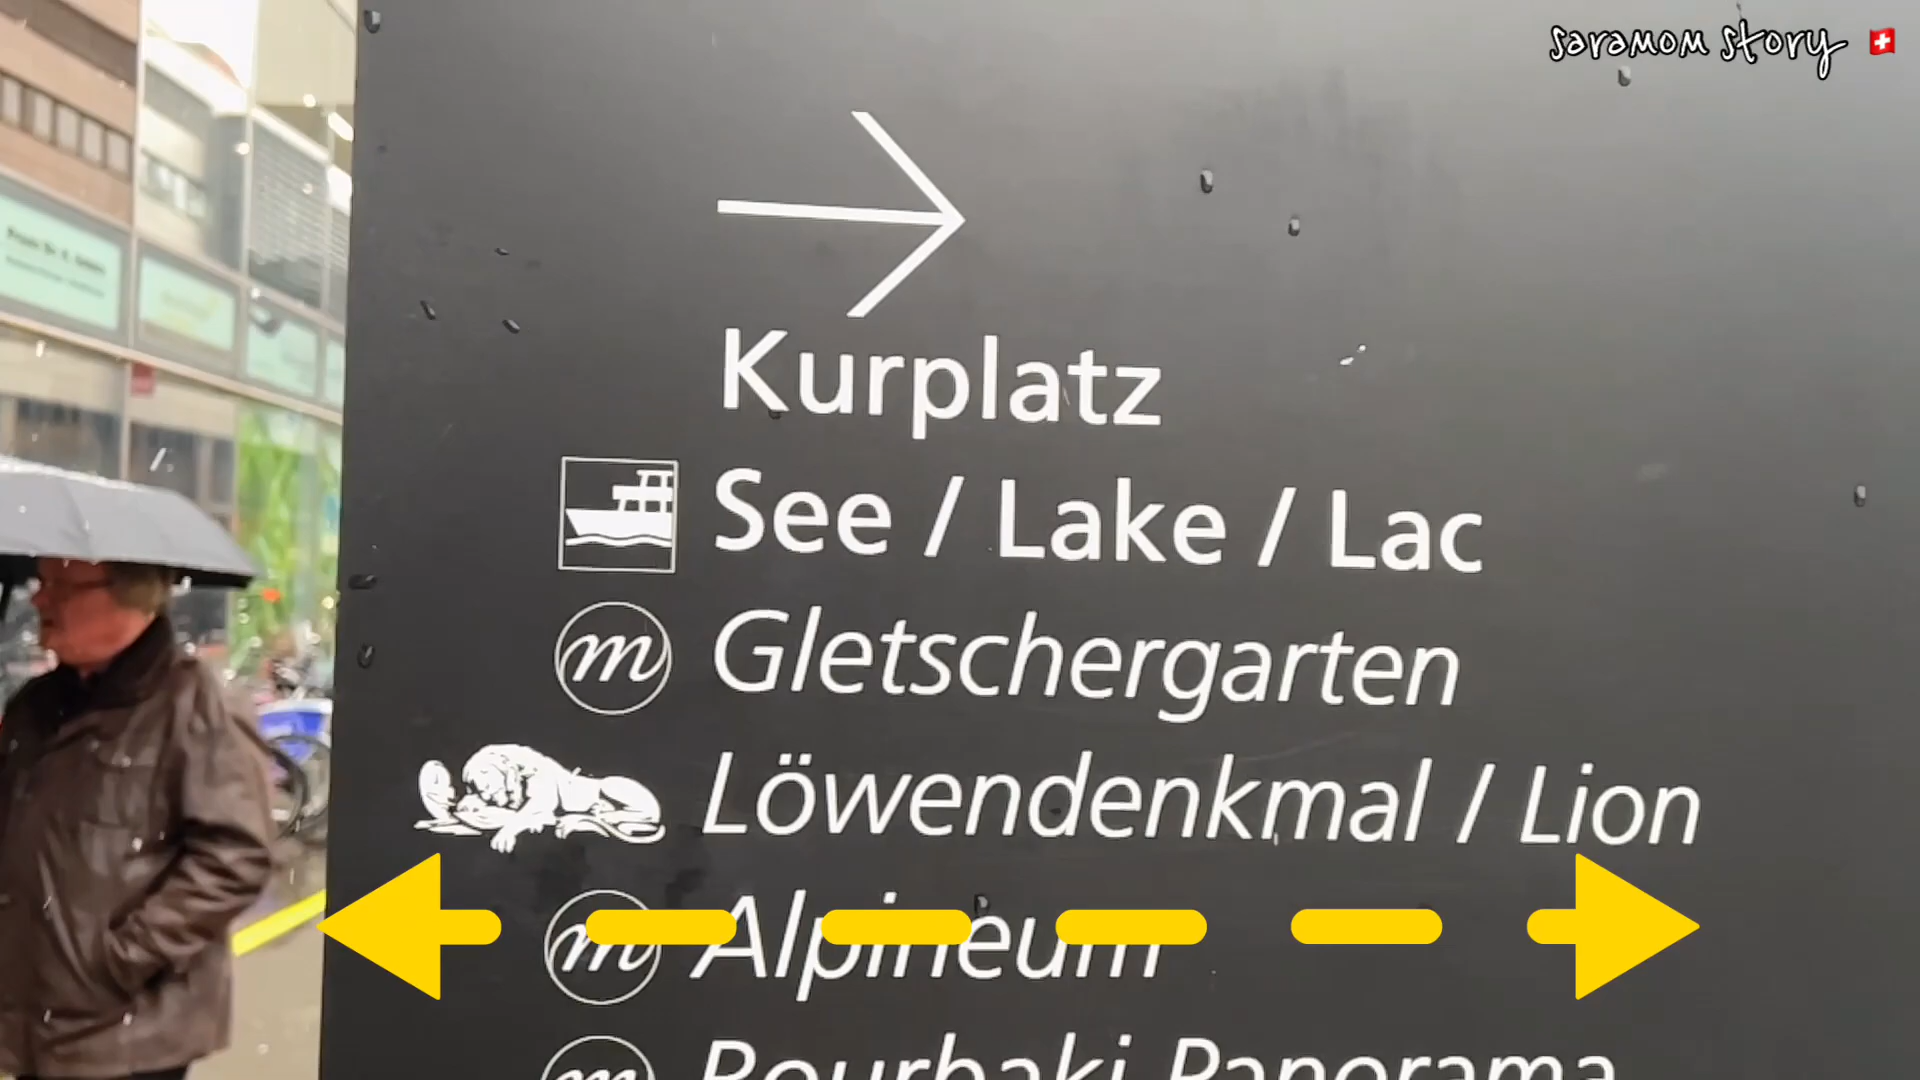 saramom story
Kurplatz
See / Lake / Lac
m Gletschergarten
Löwendenkmal / Lion
m Alpineum
m Bourbaki Panorama